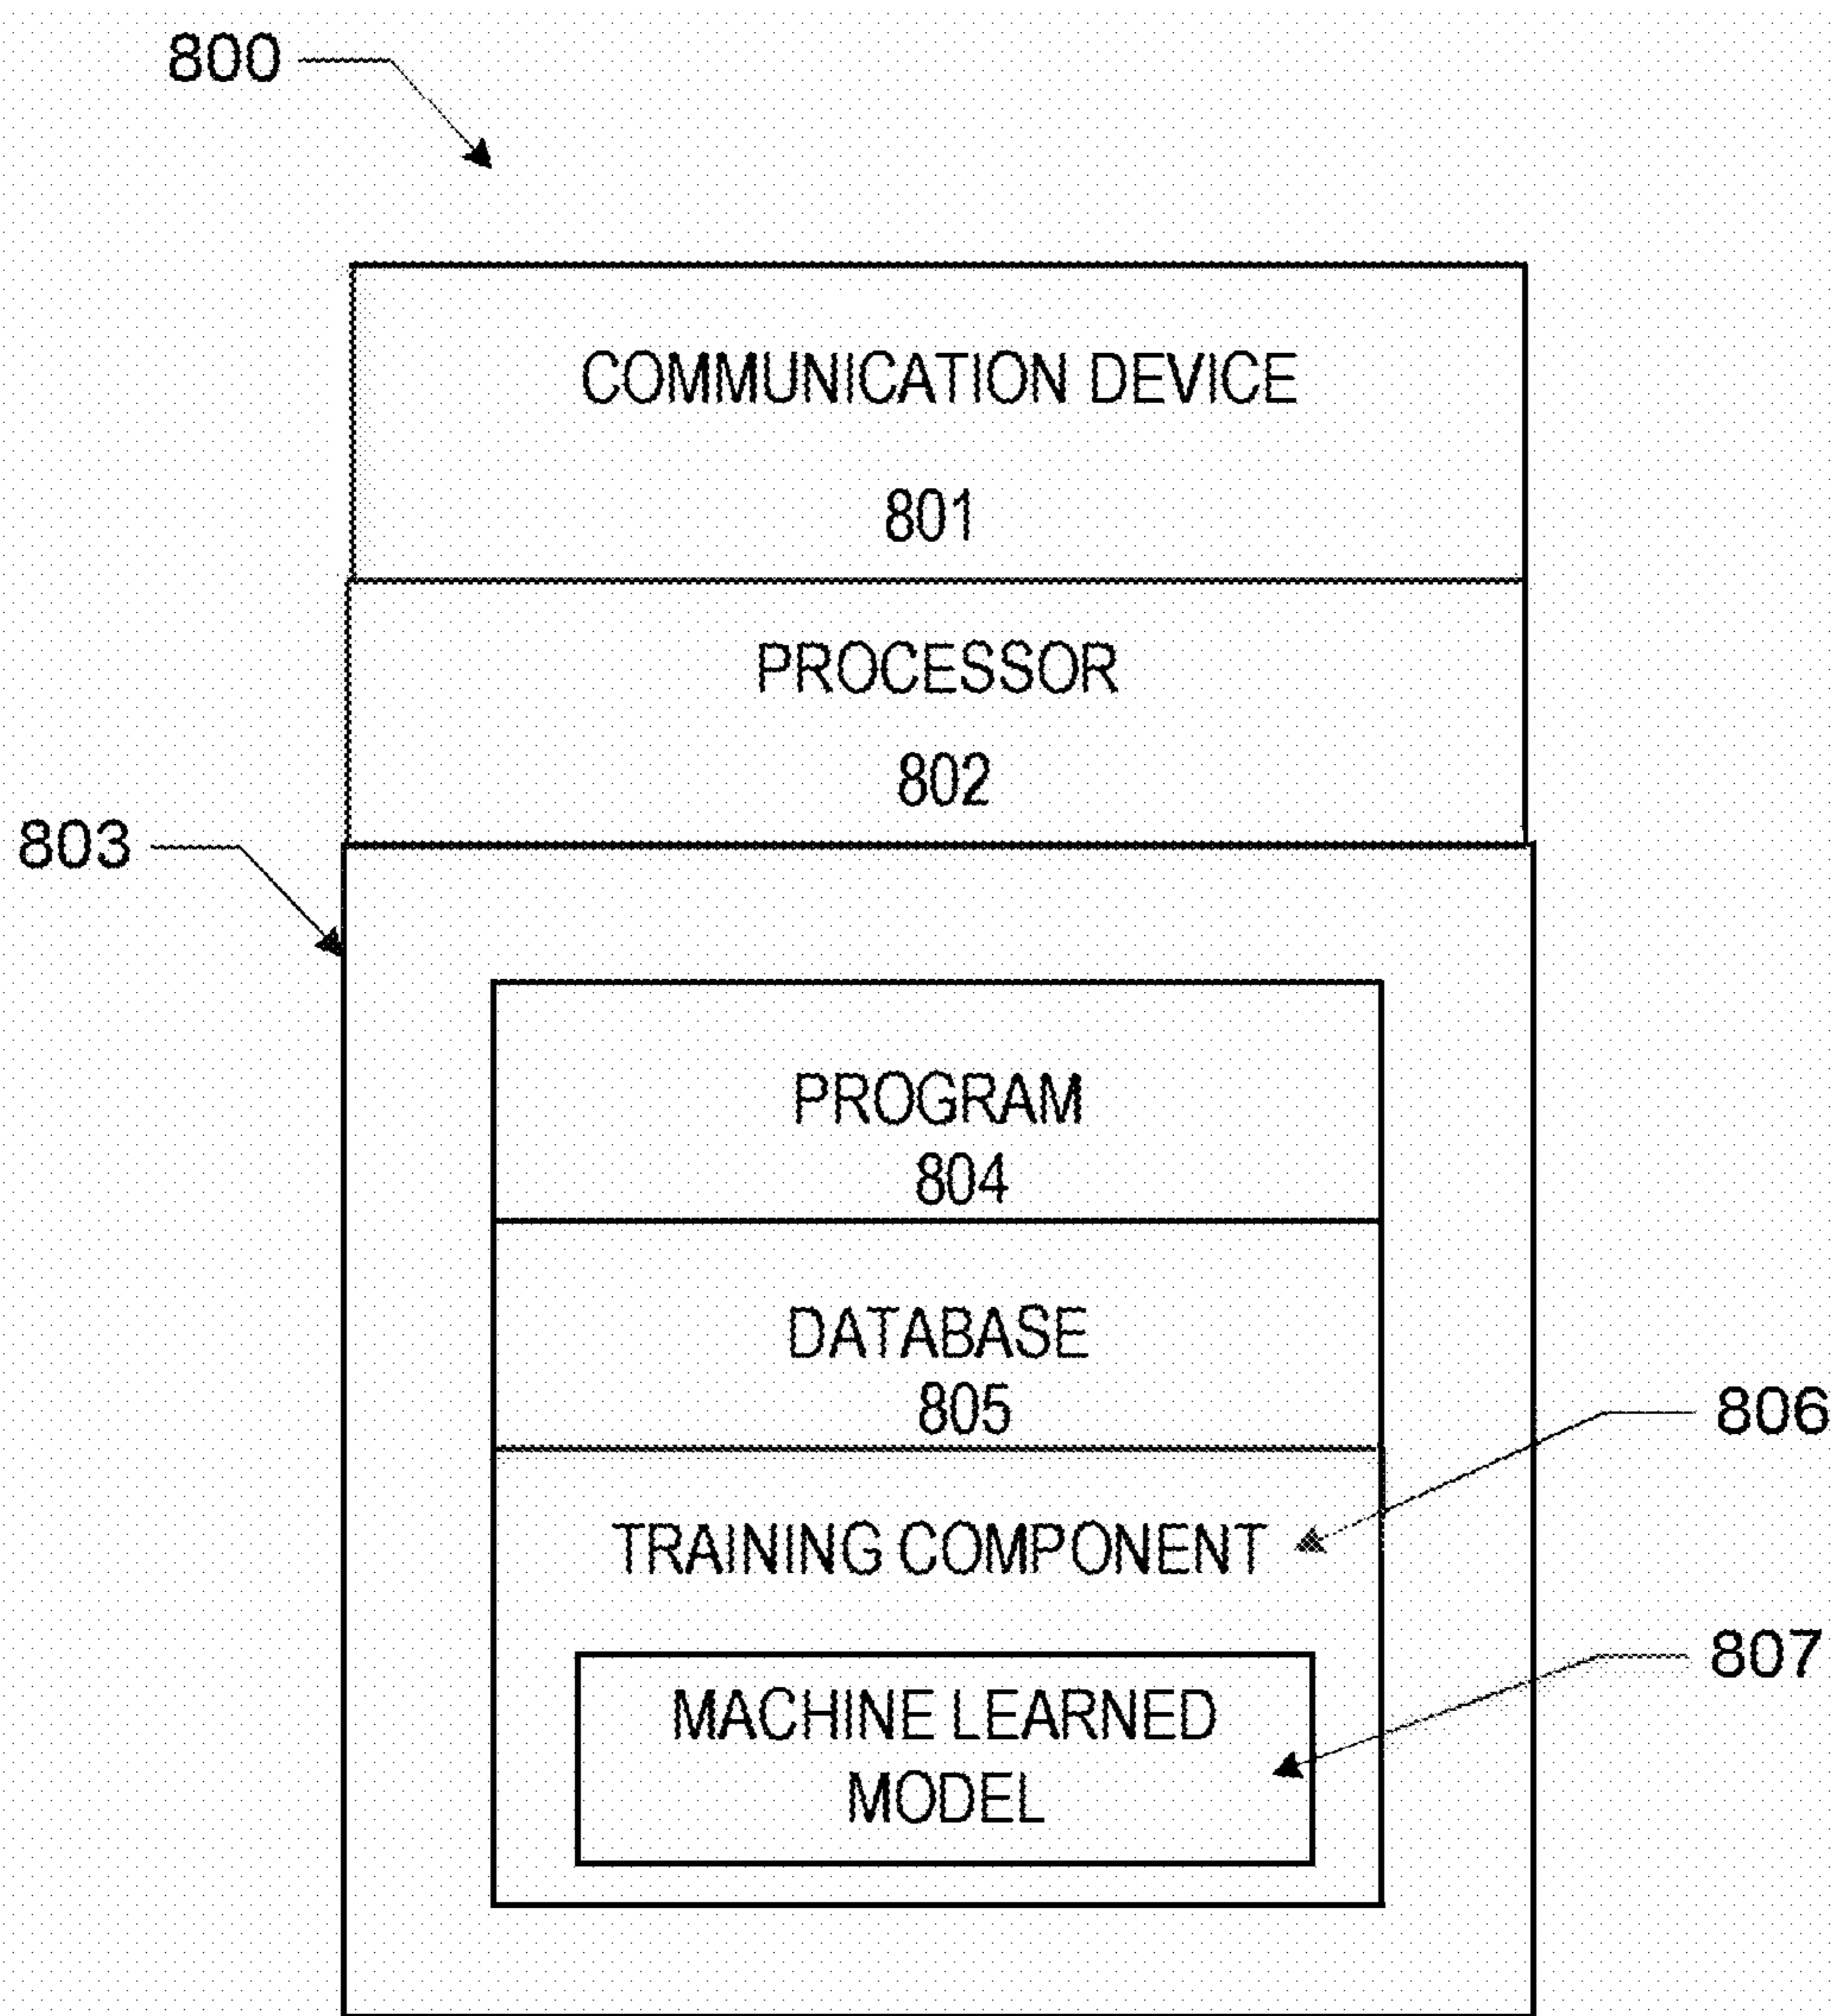 800
COMMUNICATION DEVICE
801
PROCESSOR
802
803
PROGRAM
804
DATABASE
805
806
TRAINING COMPONENT
807
MACHINE LEARNED
MODEL